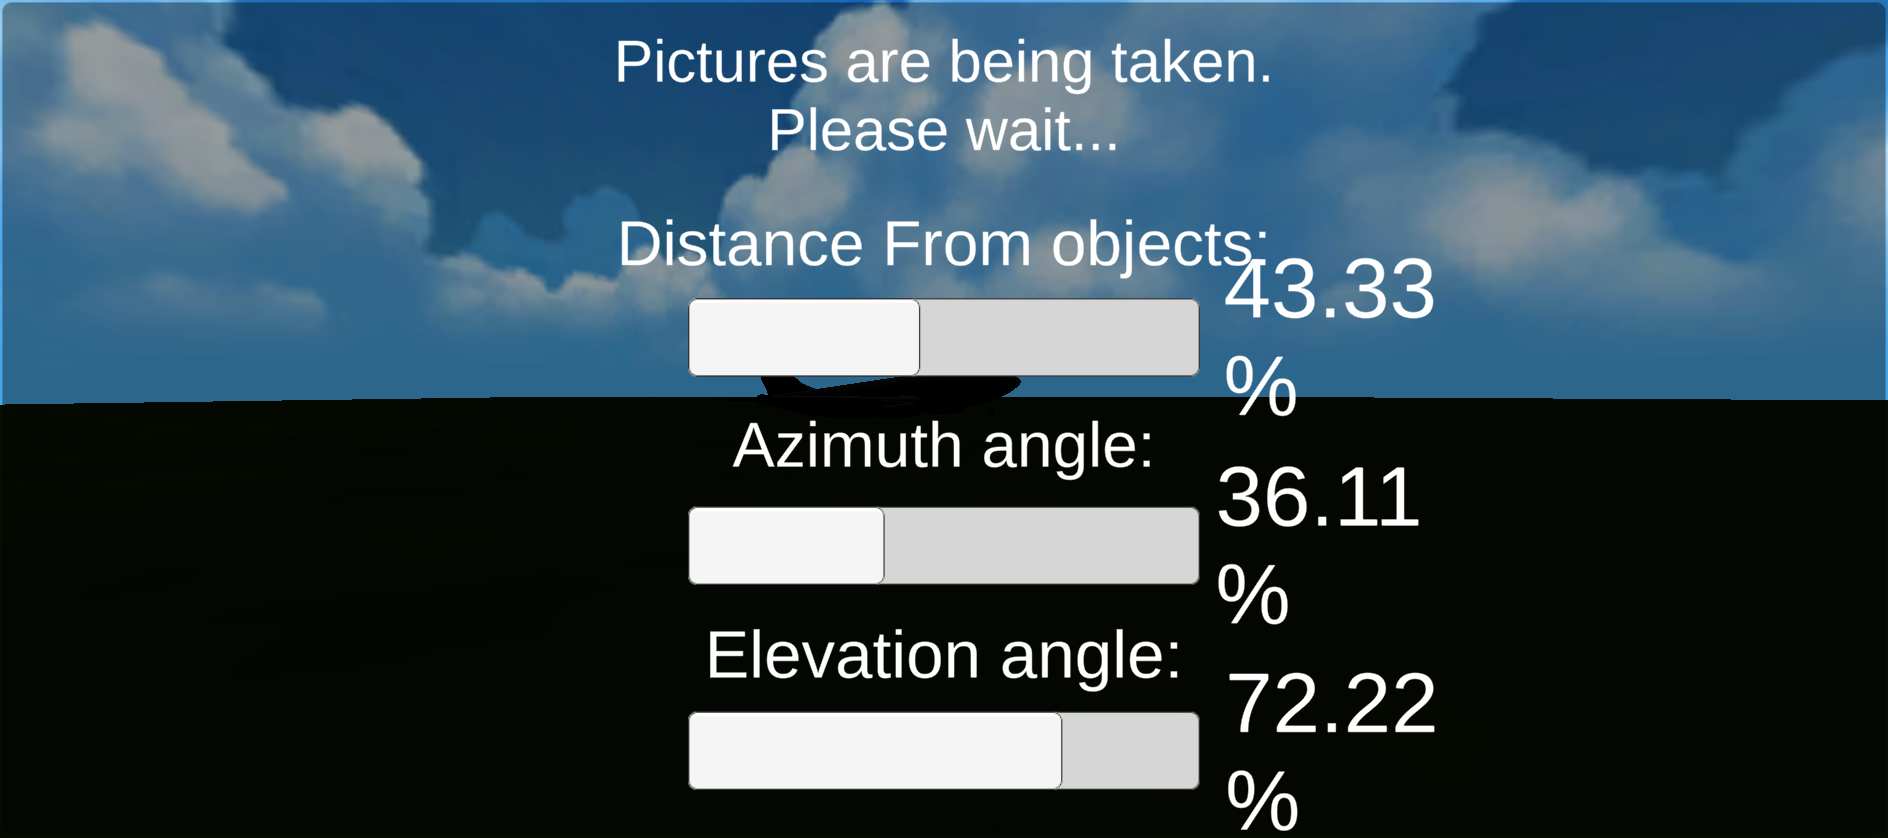 Pictures are being taken.
Please wait...
Distance From objects:
43.33
%
Azimuth angle:
36.11
%
Elevation angle:
72.22
%